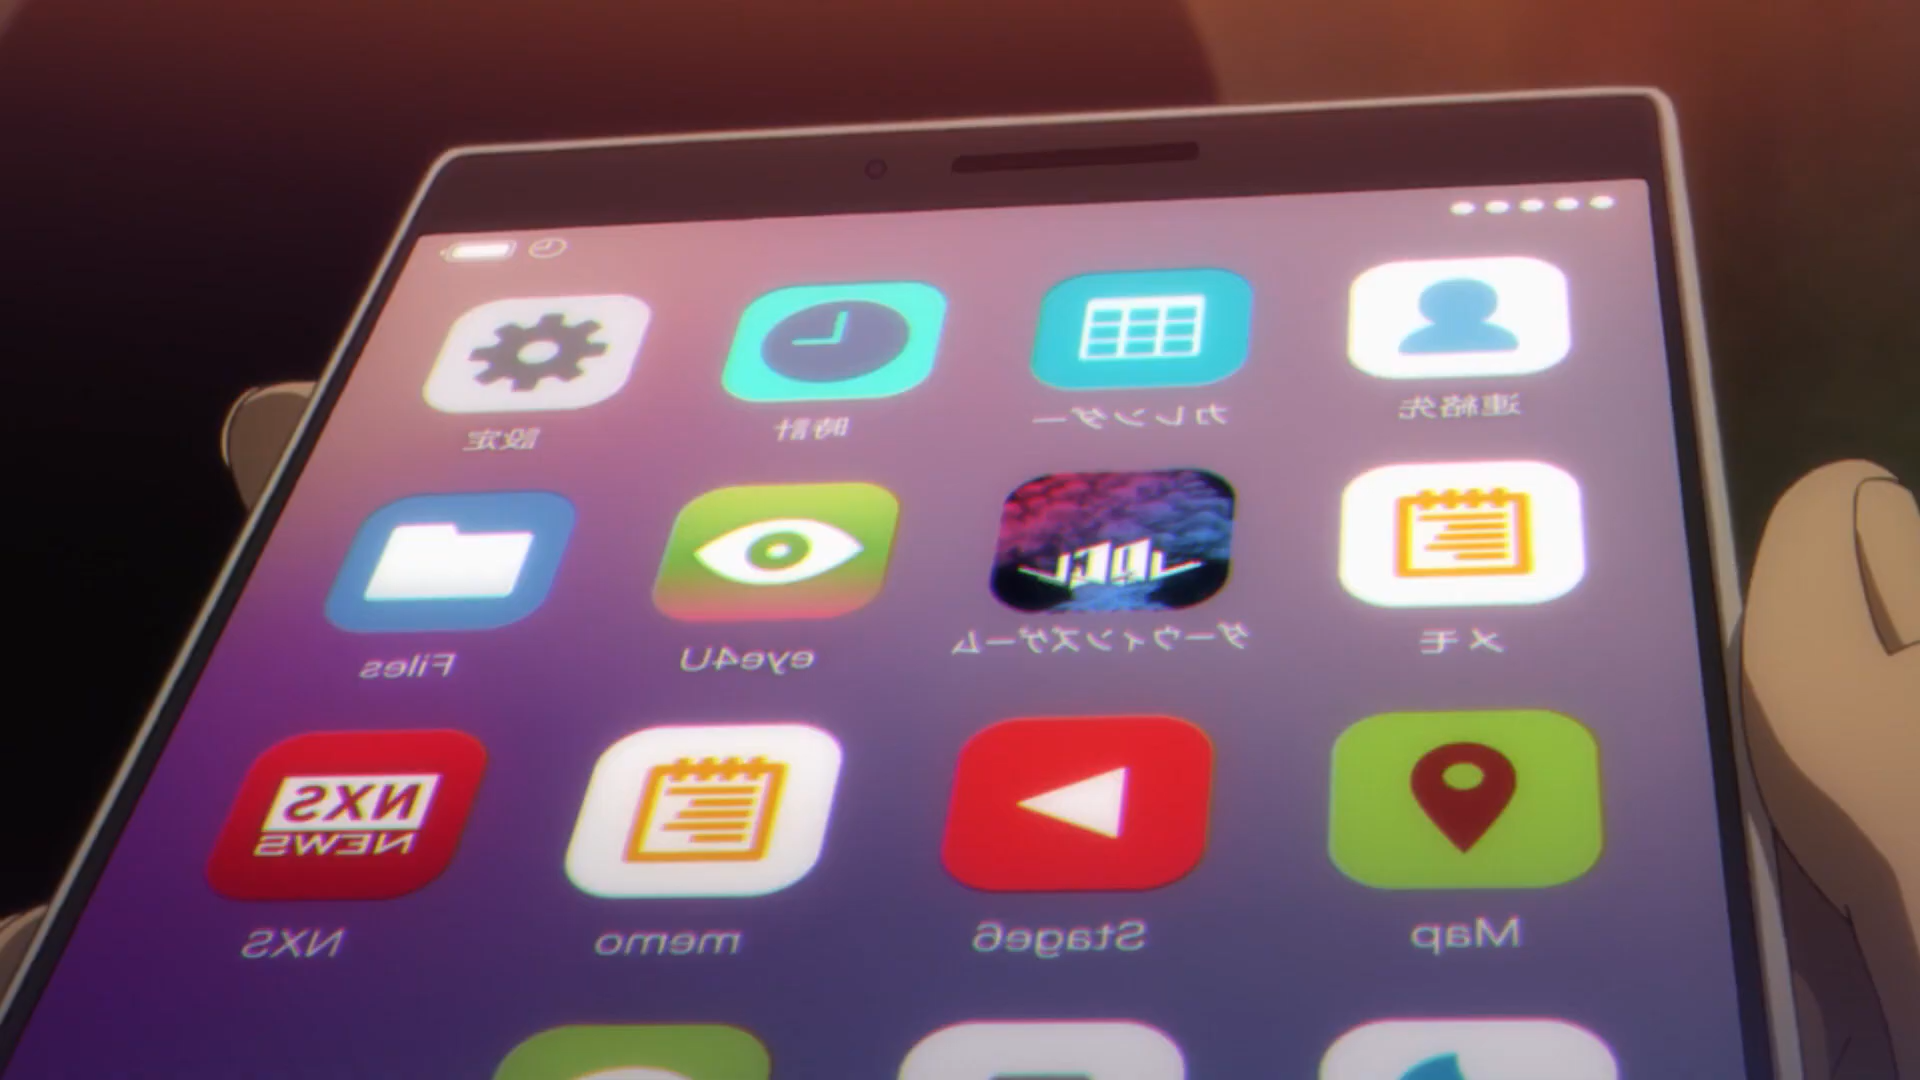 連絡先
カレンダー
時計
設定
メモ
ダーウィンズゲーム
eye4U
Files
NXS
NEWS
Map
Stage6
memo
NXS